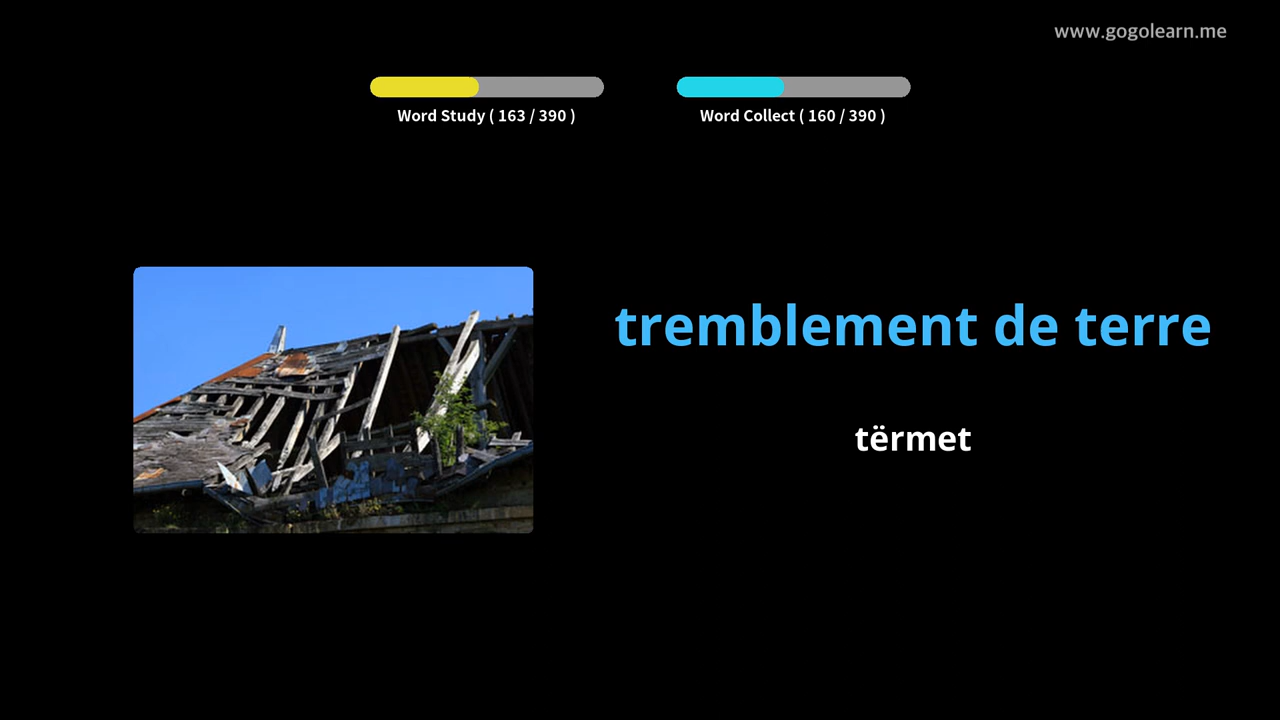 www.gogolearn.me
Word Study ( 163 / 390 )
Word Collect ( 160 / 390 )
tremblement de terre
tërmet